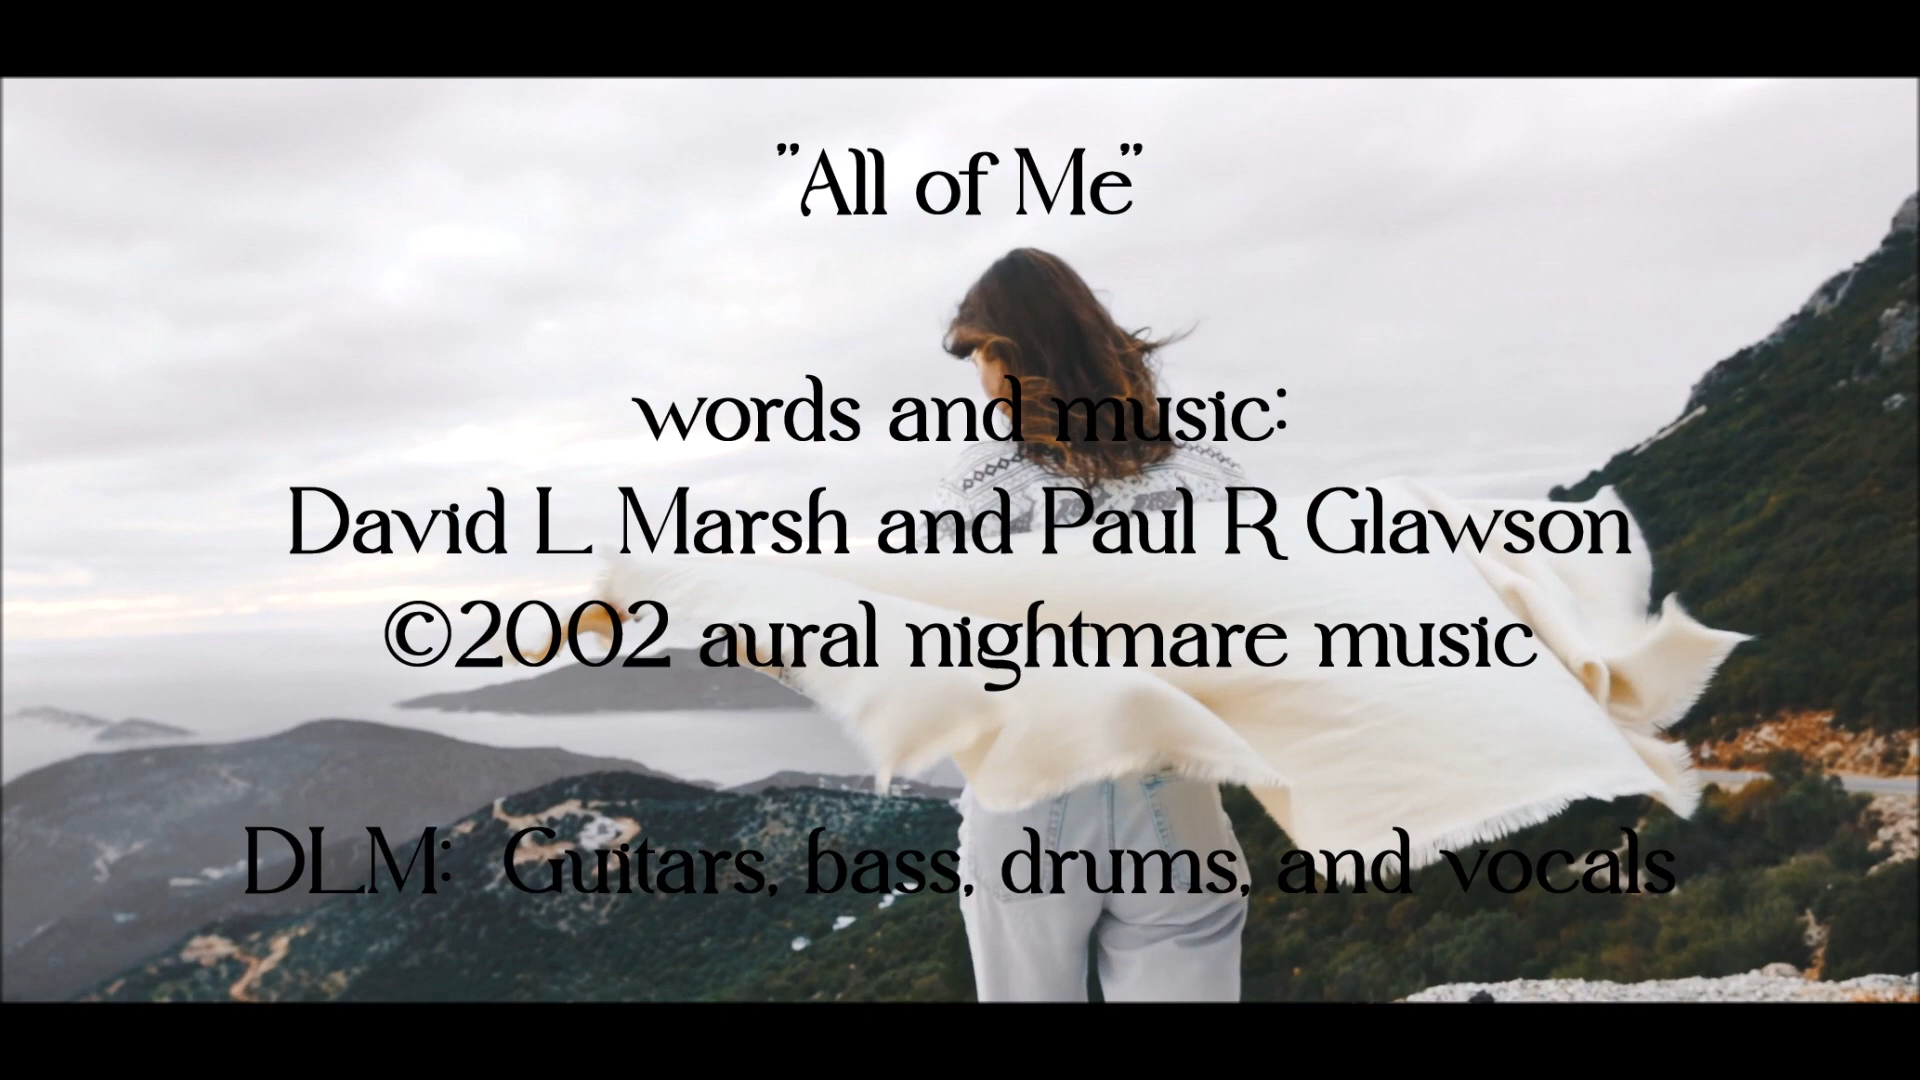 "All of Me"
words and music:
David L Marsh and Paul R Glawson
©2002 aural nightmare music
DLM: Guitars, bass, drums, and vocals